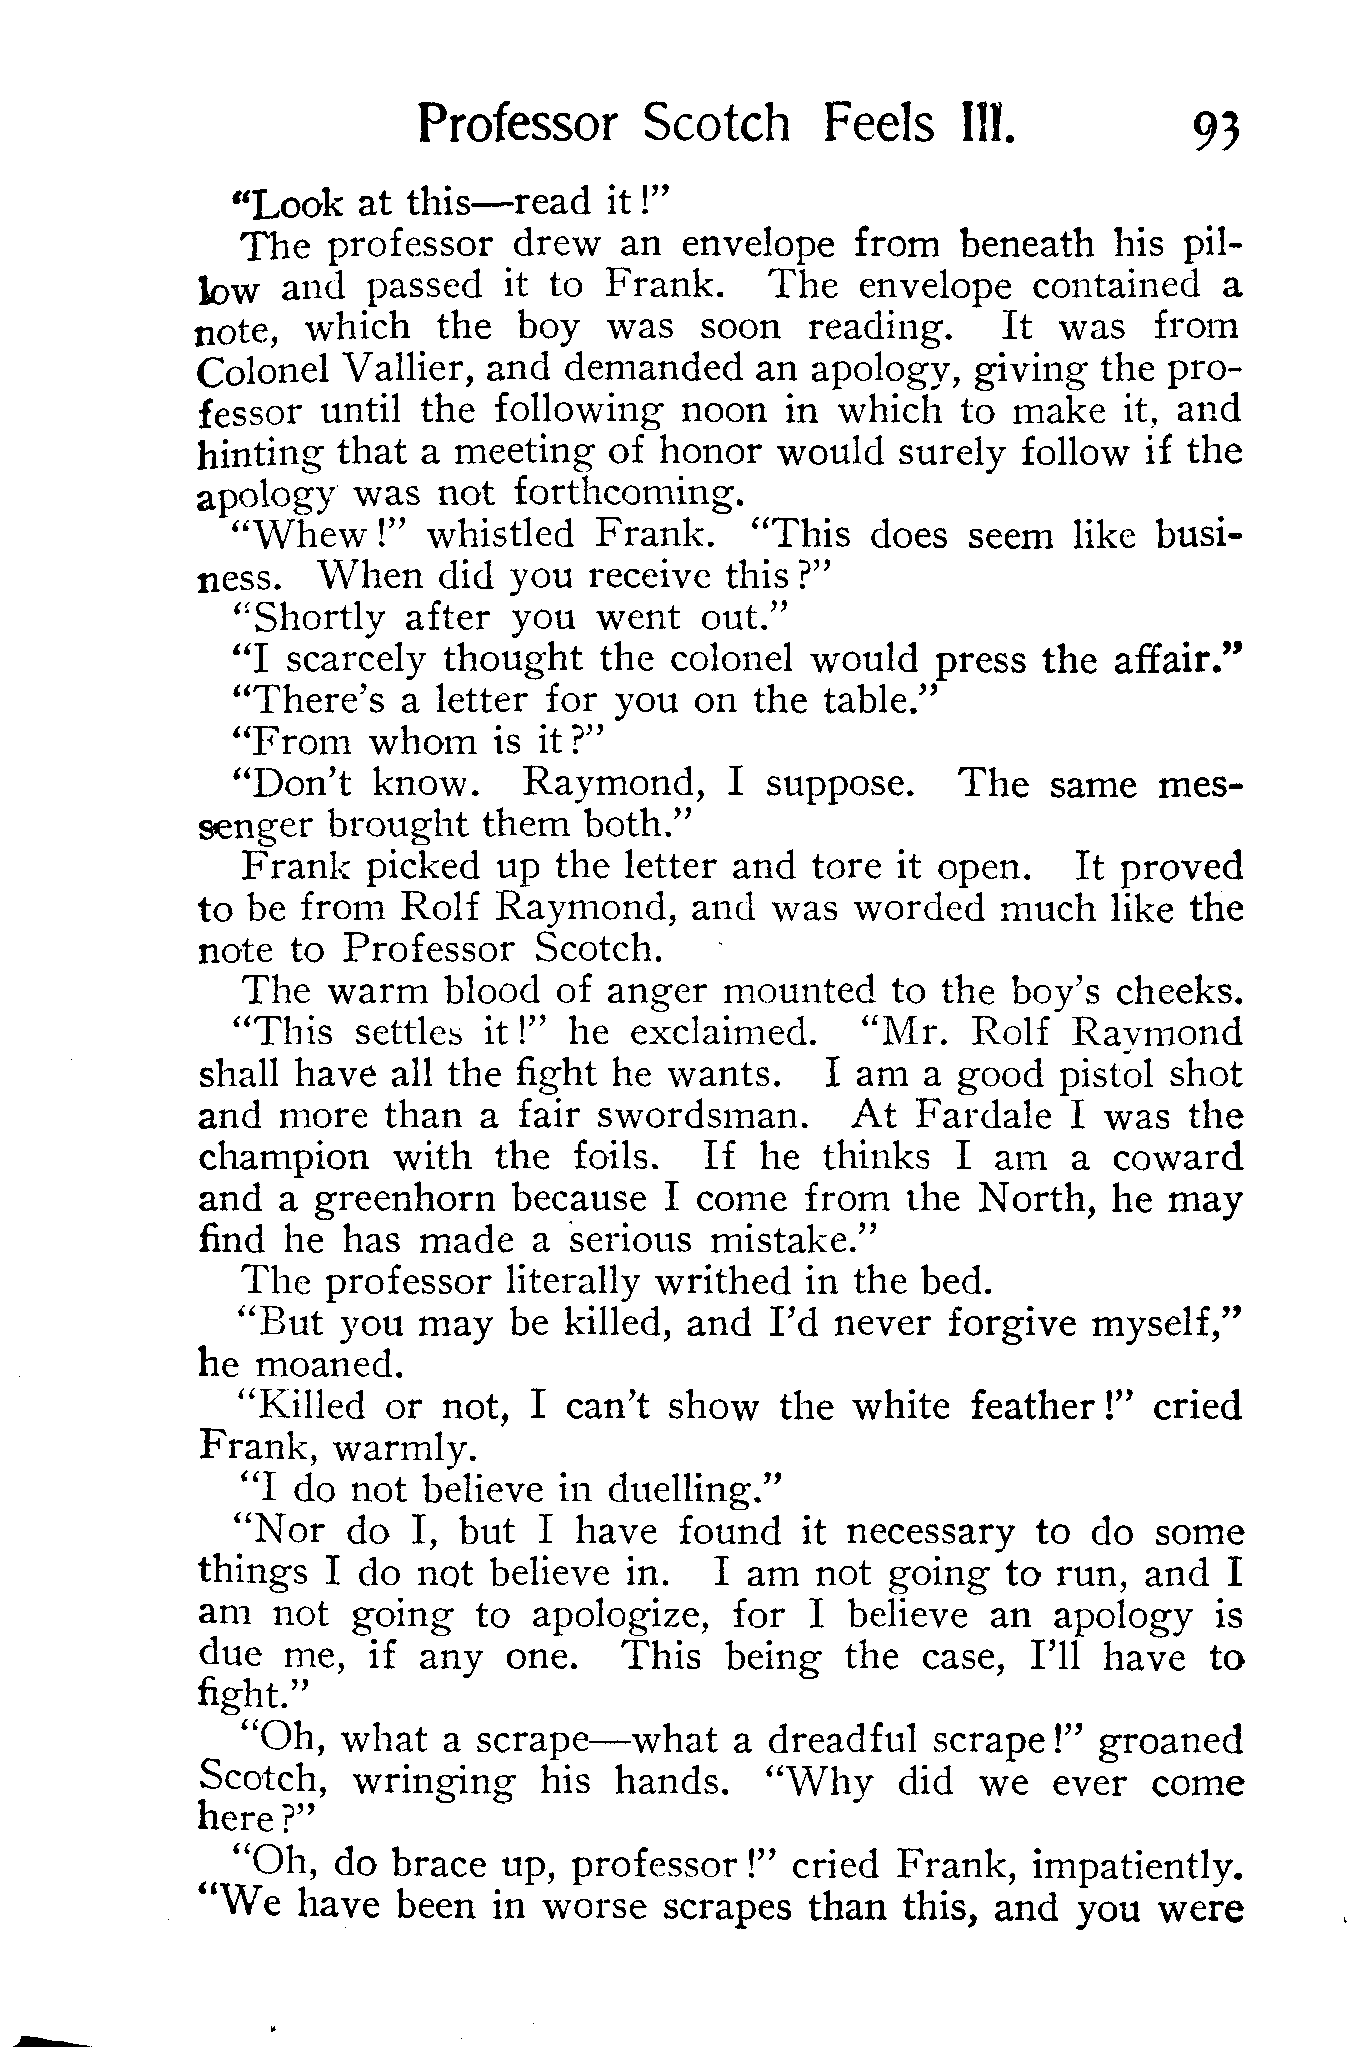 Professor Scotch Feels Ill. 93
“Look at this—read it!”
The professor drew an envelope from beneath his pil-
low and passed it to Frank. The envelope contained a
note, which the boy was soon reading. It was from
Colonel Vallier, and demanded an apology, giving the pro-
fessor until the following noon in which to make it, and
hinting that a meeting of honor would surely follow if the
apology was not forthcoming.
“Whew!” whistled Frank. “This does seem like busi-
ness. When did you receive this?”
“Shortly after you went out.”
“I scarcely thought the colonel would press the affair.”
“There’s a letter for you on the table.”
“From whom is it?”
“Don’t know. Raymond, I suppose. The same mes-
senger brought them both.”
Frank picked up the letter and tore it open. It proved
to be from Rolf Raymond, and was worded much like the
note to Professor Scotch.
The warm blood of anger mounted to the boy’s cheeks.
“This settles it!” he exclaimed. “Mr. Rolf Raymond
shall have all the fight he wants. I am a good pistol shot
and more than a fair swordsman. At Fardale I was the
champion with the foils. If he thinks I am a coward
and a greenhorn because I come from the North, he may
find he has made a serious mistake.”
The professor literally writhed in the bed.
“But you may be killed, and I’d never forgive myself,”
he moaned.
“Killed or not, I can’t show the white feather!” cried
Frank, warmly.
“I do not believe in duelling.”
“Nor do I, but I have found it necessary to do some
things I do not believe in. I am not going to run, and I
am not going to apologize, for I believe an apology is
due me, if any one. This being the case, I’ll have to
fight.”
“Oh, what a scrape—what a dreadful scrape!” groaned
Scotch, wringing his hands. “Why did we ever come
here?”
“Oh, do brace up, professor!” cried Frank, impatiently.
“We have been in worse scrapes than this, and you were